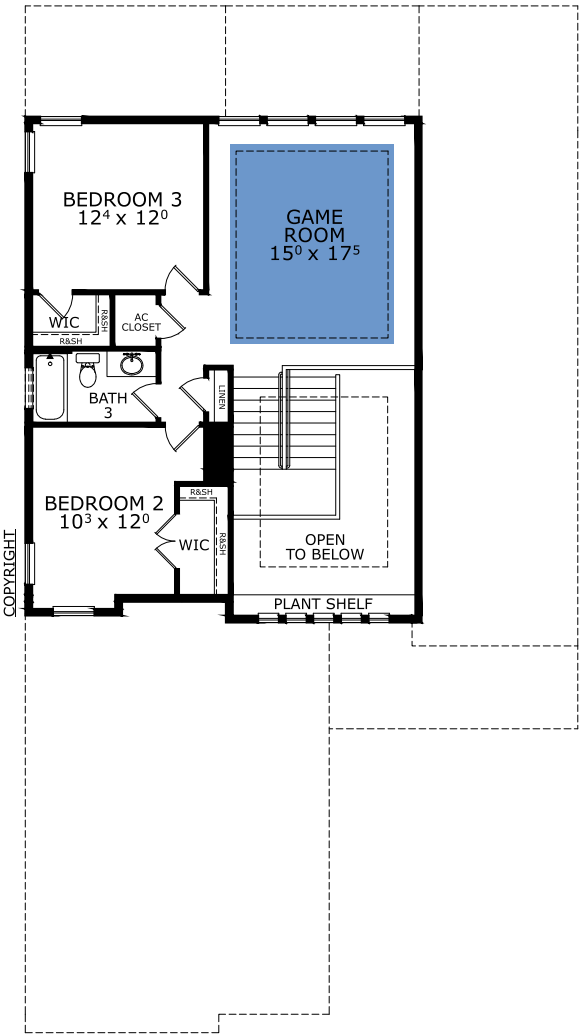 BEDROOM 3
12⁴ x 12⁰
GAME
ROOM
15⁰ x 17⁵
WIC
R&SH
R&SH
AC
CLOSET
BATH
3
LINEN
BEDROOM 2
10³ x 12⁰
R&SH
WIC
R&SH
OPEN
TO BELOW
PLANT SHELF
COPYRIGHT